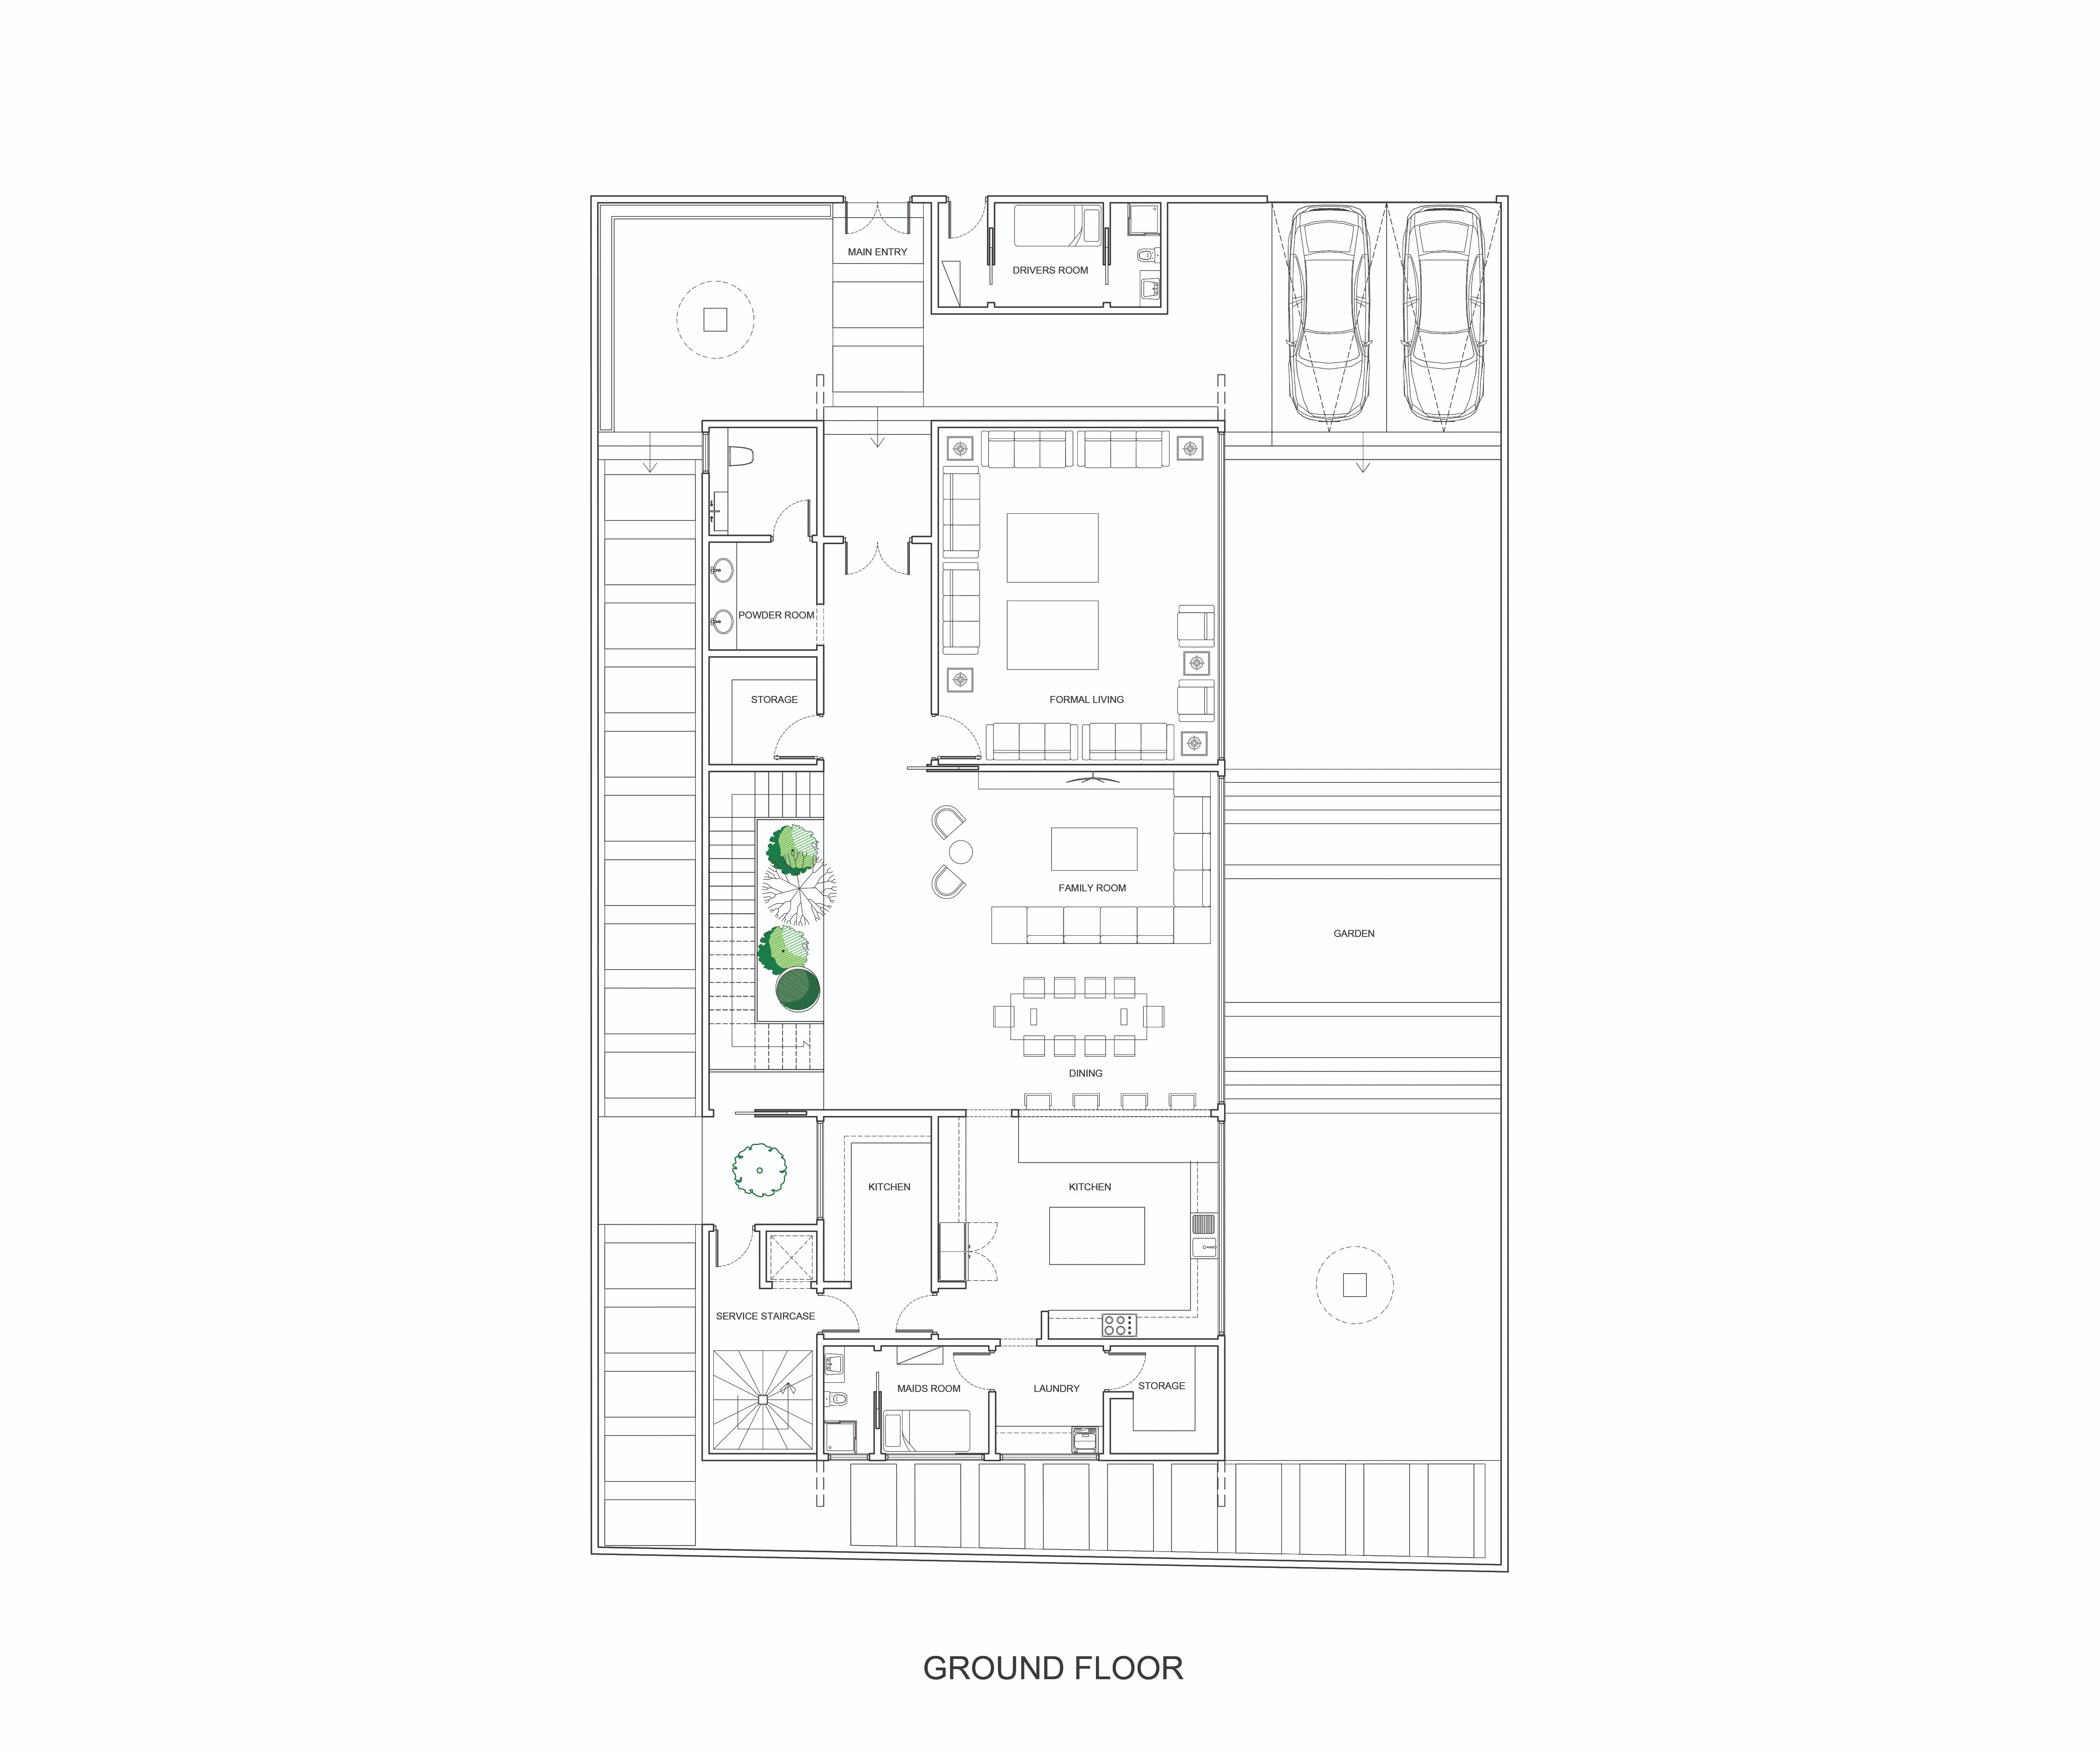 MAIN ENTRY
DRIVERS ROOM
POWDER ROOM
STORAGE
FORMAL LIVING
FAMILY ROOM
GARDEN
DINING
KITCHEN
KITCHEN
SERVICE STAIRCASE
MAIDS ROOM
LAUNDRY
STORAGE
GROUND FLOOR